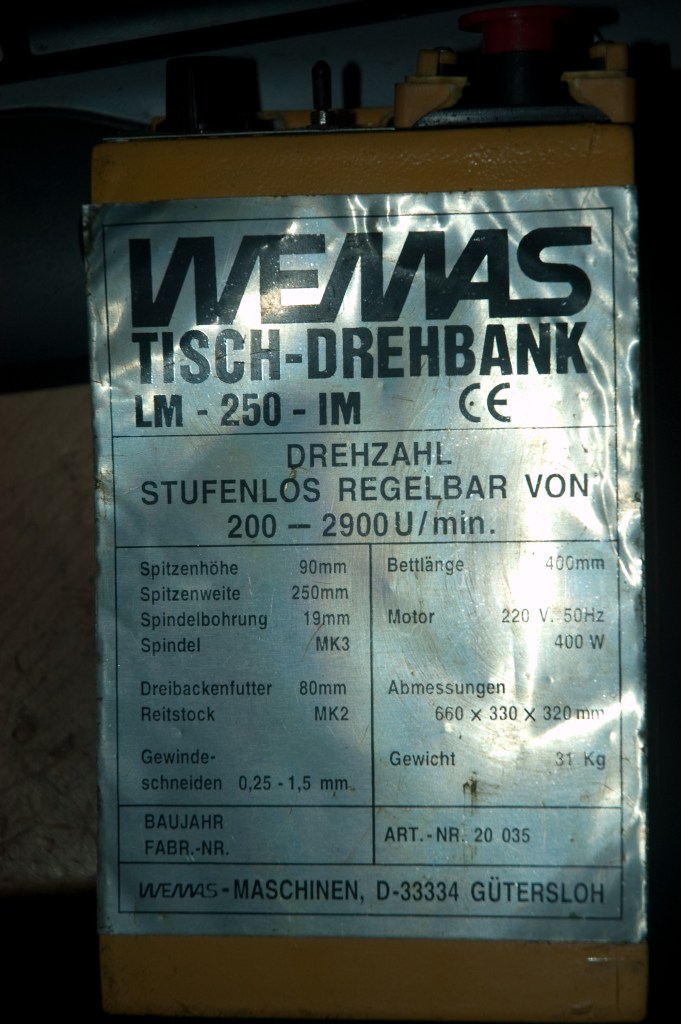 WEMAS
TISCH-DREHBANK
LM - 250 - IM CE
DREHZAHL
STUFENLOS REGELBAR VON
200 — 2900 U/min.
Spitzenhöhe 90mm
Spitzenweite 250mm
Spindelbohrung 19mm
Spindel MK3
Dreibackenfutter 80mm
Reitstock MK2
Gewinde-
schneiden 0,25 - 1,5 mm
Bettlänge 400mm
Motor 220 V. 50Hz
400 W
Abmessungen
660 x 330 x 320 mm
Gewicht 31 Kg
BAUJAHR
FABR.-NR.
ART.-NR. 20 035
WEMAS-MASCHINEN, D-33334 GÜTERSLOH